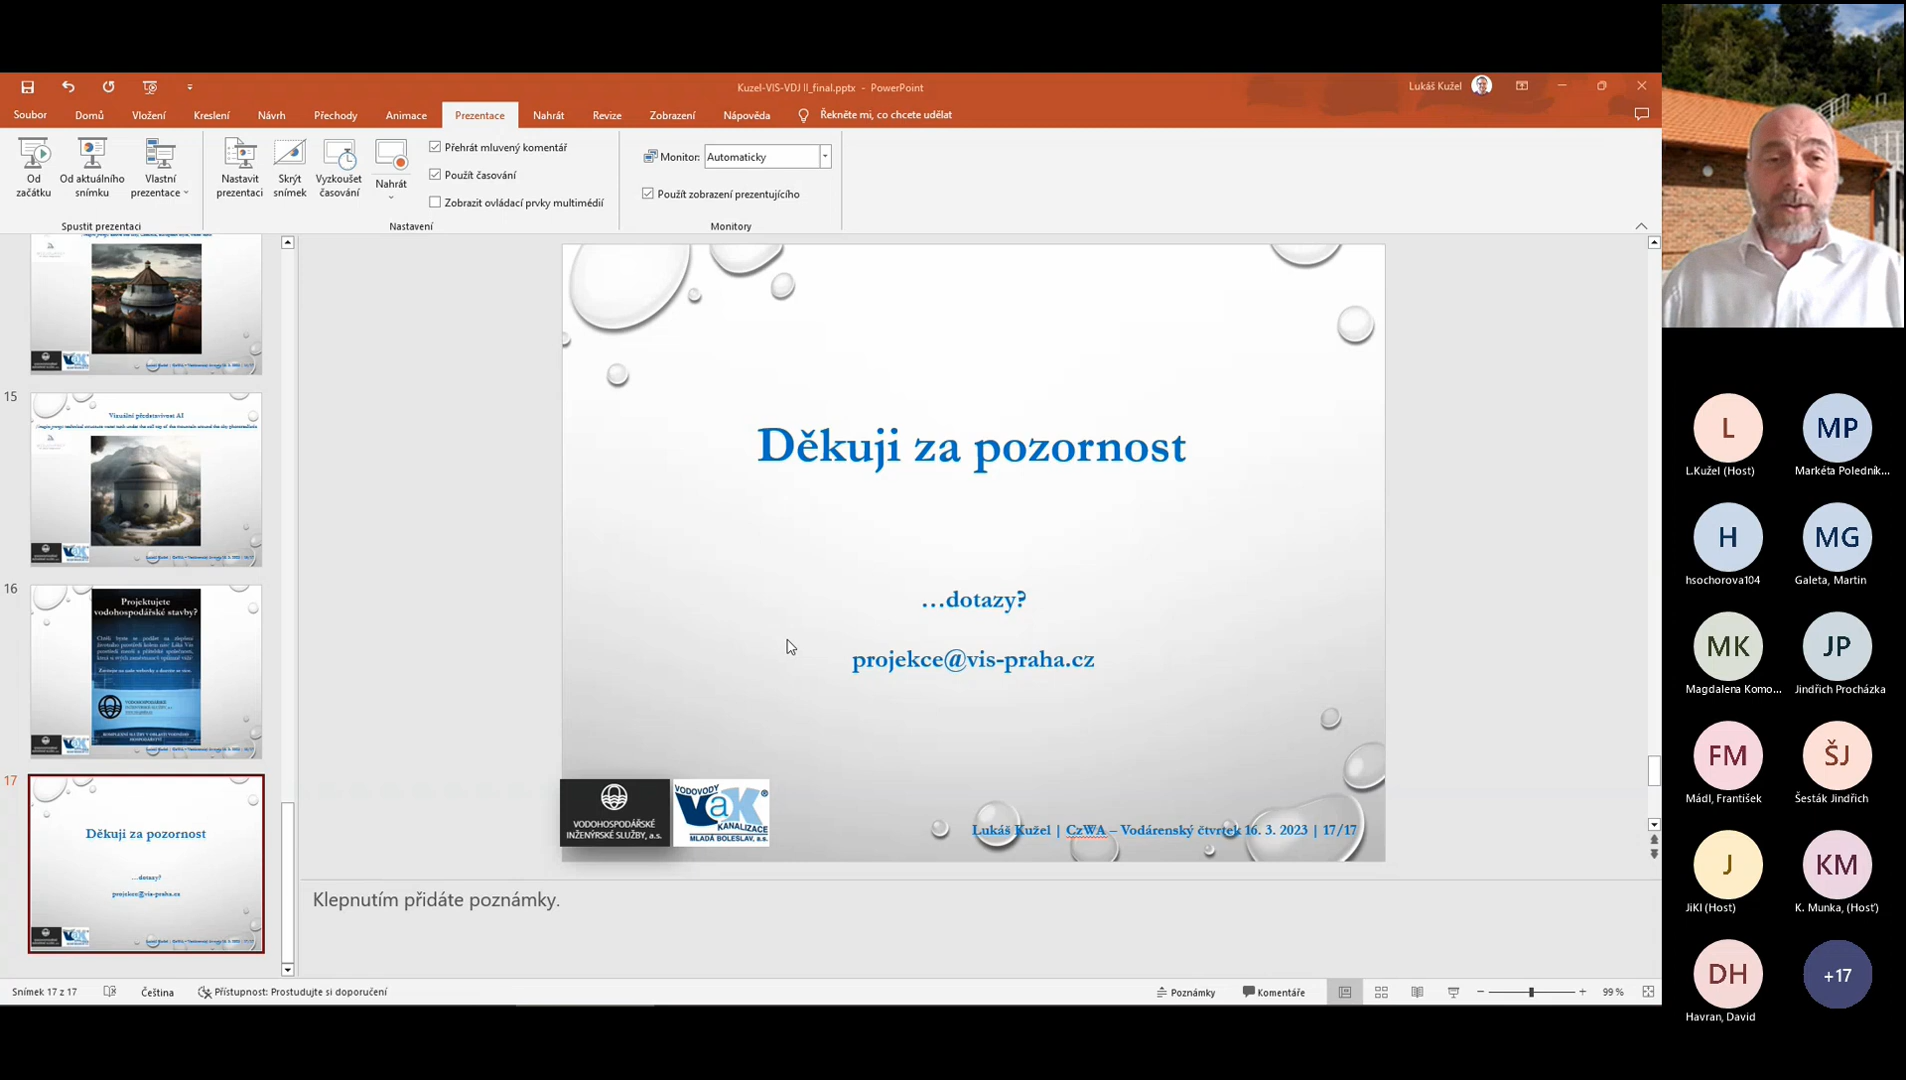 Kuzel-VIS-VDJ II_final.pptx - PowerPoint
Lukáš Kužel
Soubor
Domů
Vložení
Kreslení
Návrh
Přechody
Animace
Prezentace
Nahrát
Revize
Zobrazení
Nápověda
Řekněte mi, co chcete udělat
Od začátku
Od aktuálního snímku
Vlastní prezentace
Spustit prezentaci
Nastavit prezentaci
Skrýt snímek
Vyzkoušet časování
Nahrát
Přehrát mluvený komentář
Použít časování
Zobrazit ovládací prvky multimédií
Nastavení
Monitor: Automaticky
Použít zobrazení prezentujícího
Monitory
15
Vizuální představivost AI
16
Projektujete
vodohospodářské stavby?
17
Děkuji za pozornost
...dotazy?
projekce@vis-praha.cz
Děkuji za pozornost
...dotazy?
projekce@vis-praha.cz
VODOHOSPODÁŘSKÉ
INŽENÝRSKÉ SLUŽBY, a.s.
VODOVODY
VaK
KANALIZACE
MLADÁ BOLESLAV, a.s.
Lukáš Kužel | CzWA – Vodárenský čtvrtek 16. 3. 2023 | 17/17
Klepnutím přidáte poznámky.
Snímek 17 z 17
Čeština
Přístupnost: Prostudujte si doporučení
Poznámky
Komentáře
99 %
L
L.Kužel (Host)
MP
Markéta Poledník...
H
hsochorova104
MG
Galeta, Martin
MK
Magdalena Komo...
JP
Jindřich Procházka
FM
Mádl, František
ŠJ
Šesták Jindřich
J
JiKl (Host)
KM
K. Munka, (Hosť)
DH
Havran, David
+17